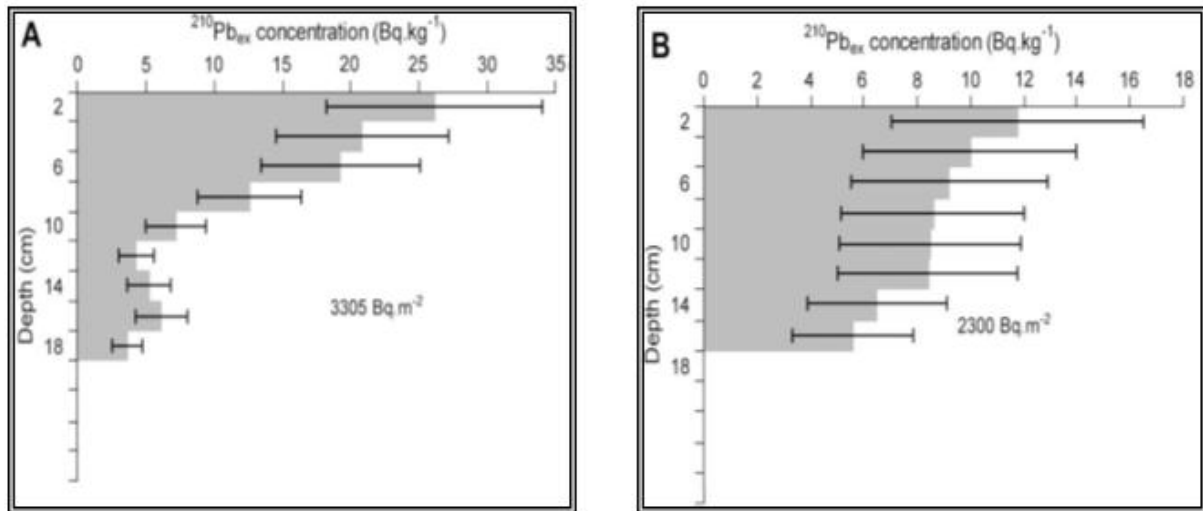 A
²¹⁰Pbₑₓ concentration (Bq.kg⁻¹)
0 5 10 15 20 25 30 35
2
6
10
14
18
Depth (cm)
3305 Bq.m⁻²
B
²¹⁰Pbₑₓ concentration (Bq.kg⁻¹)
0 2 4 6 8 10 12 14 16 18
2
6
10
14
18
Depth (cm)
2300 Bq.m⁻²